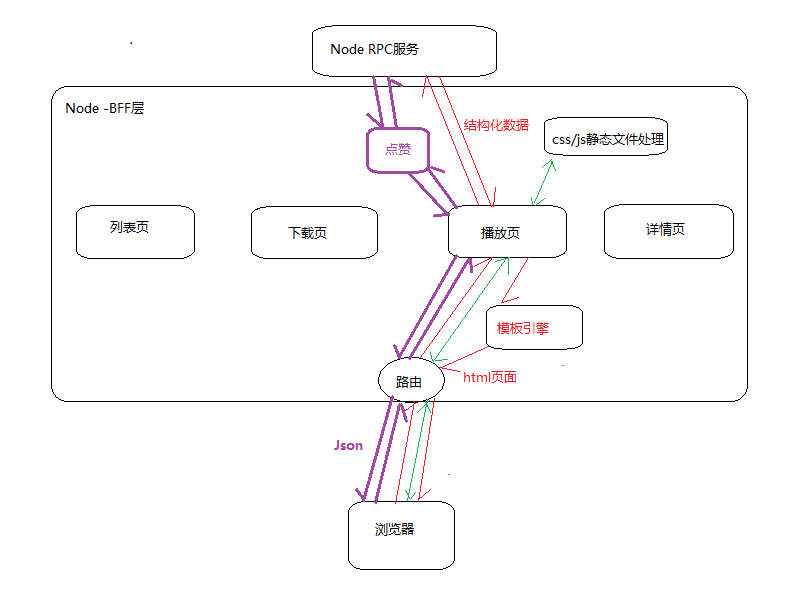 Node RPC服务
Node -BFF层
结构化数据
css/js静态文件处理
点赞
列表页
下载页
播放页
详情页
模板引擎
html页面
路由
Json
浏览器